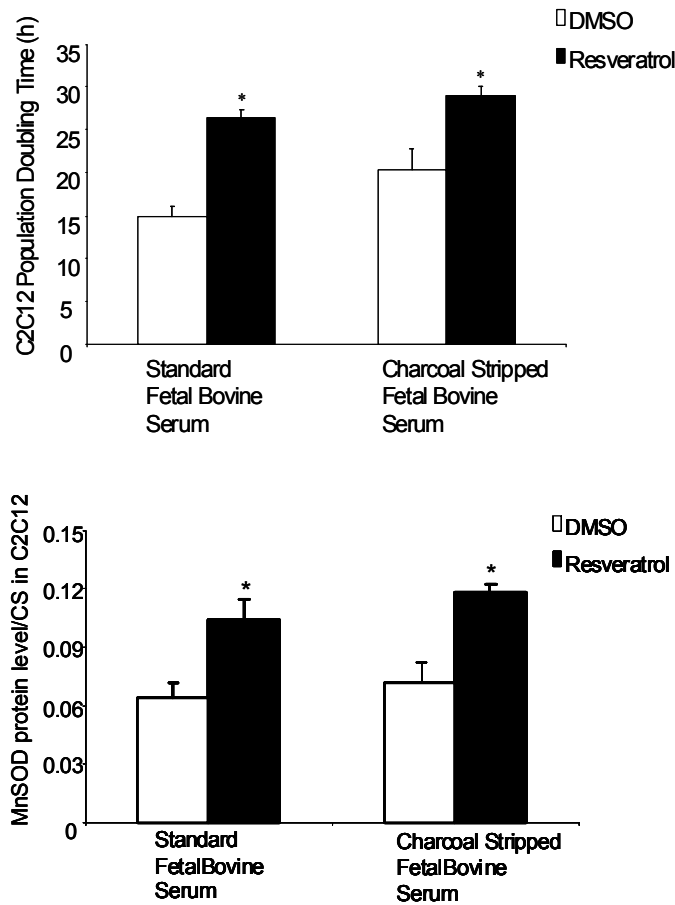 DMSO
Resveratrol
C2C12 Population Doubling Time (h)
35
30
25
20
15
10
5
0
*
*
Standard
Fetal Bovine
Serum
Charcoal Stripped
Fetal Bovine
Serum
DMSO
Resveratrol
MnSOD protein level/CS in C2C12
0.15
0.12
0.09
0.06
0.03
0
*
*
Standard
FetalBovine
Serum
Charcoal Stripped
FetalBovine
Serum